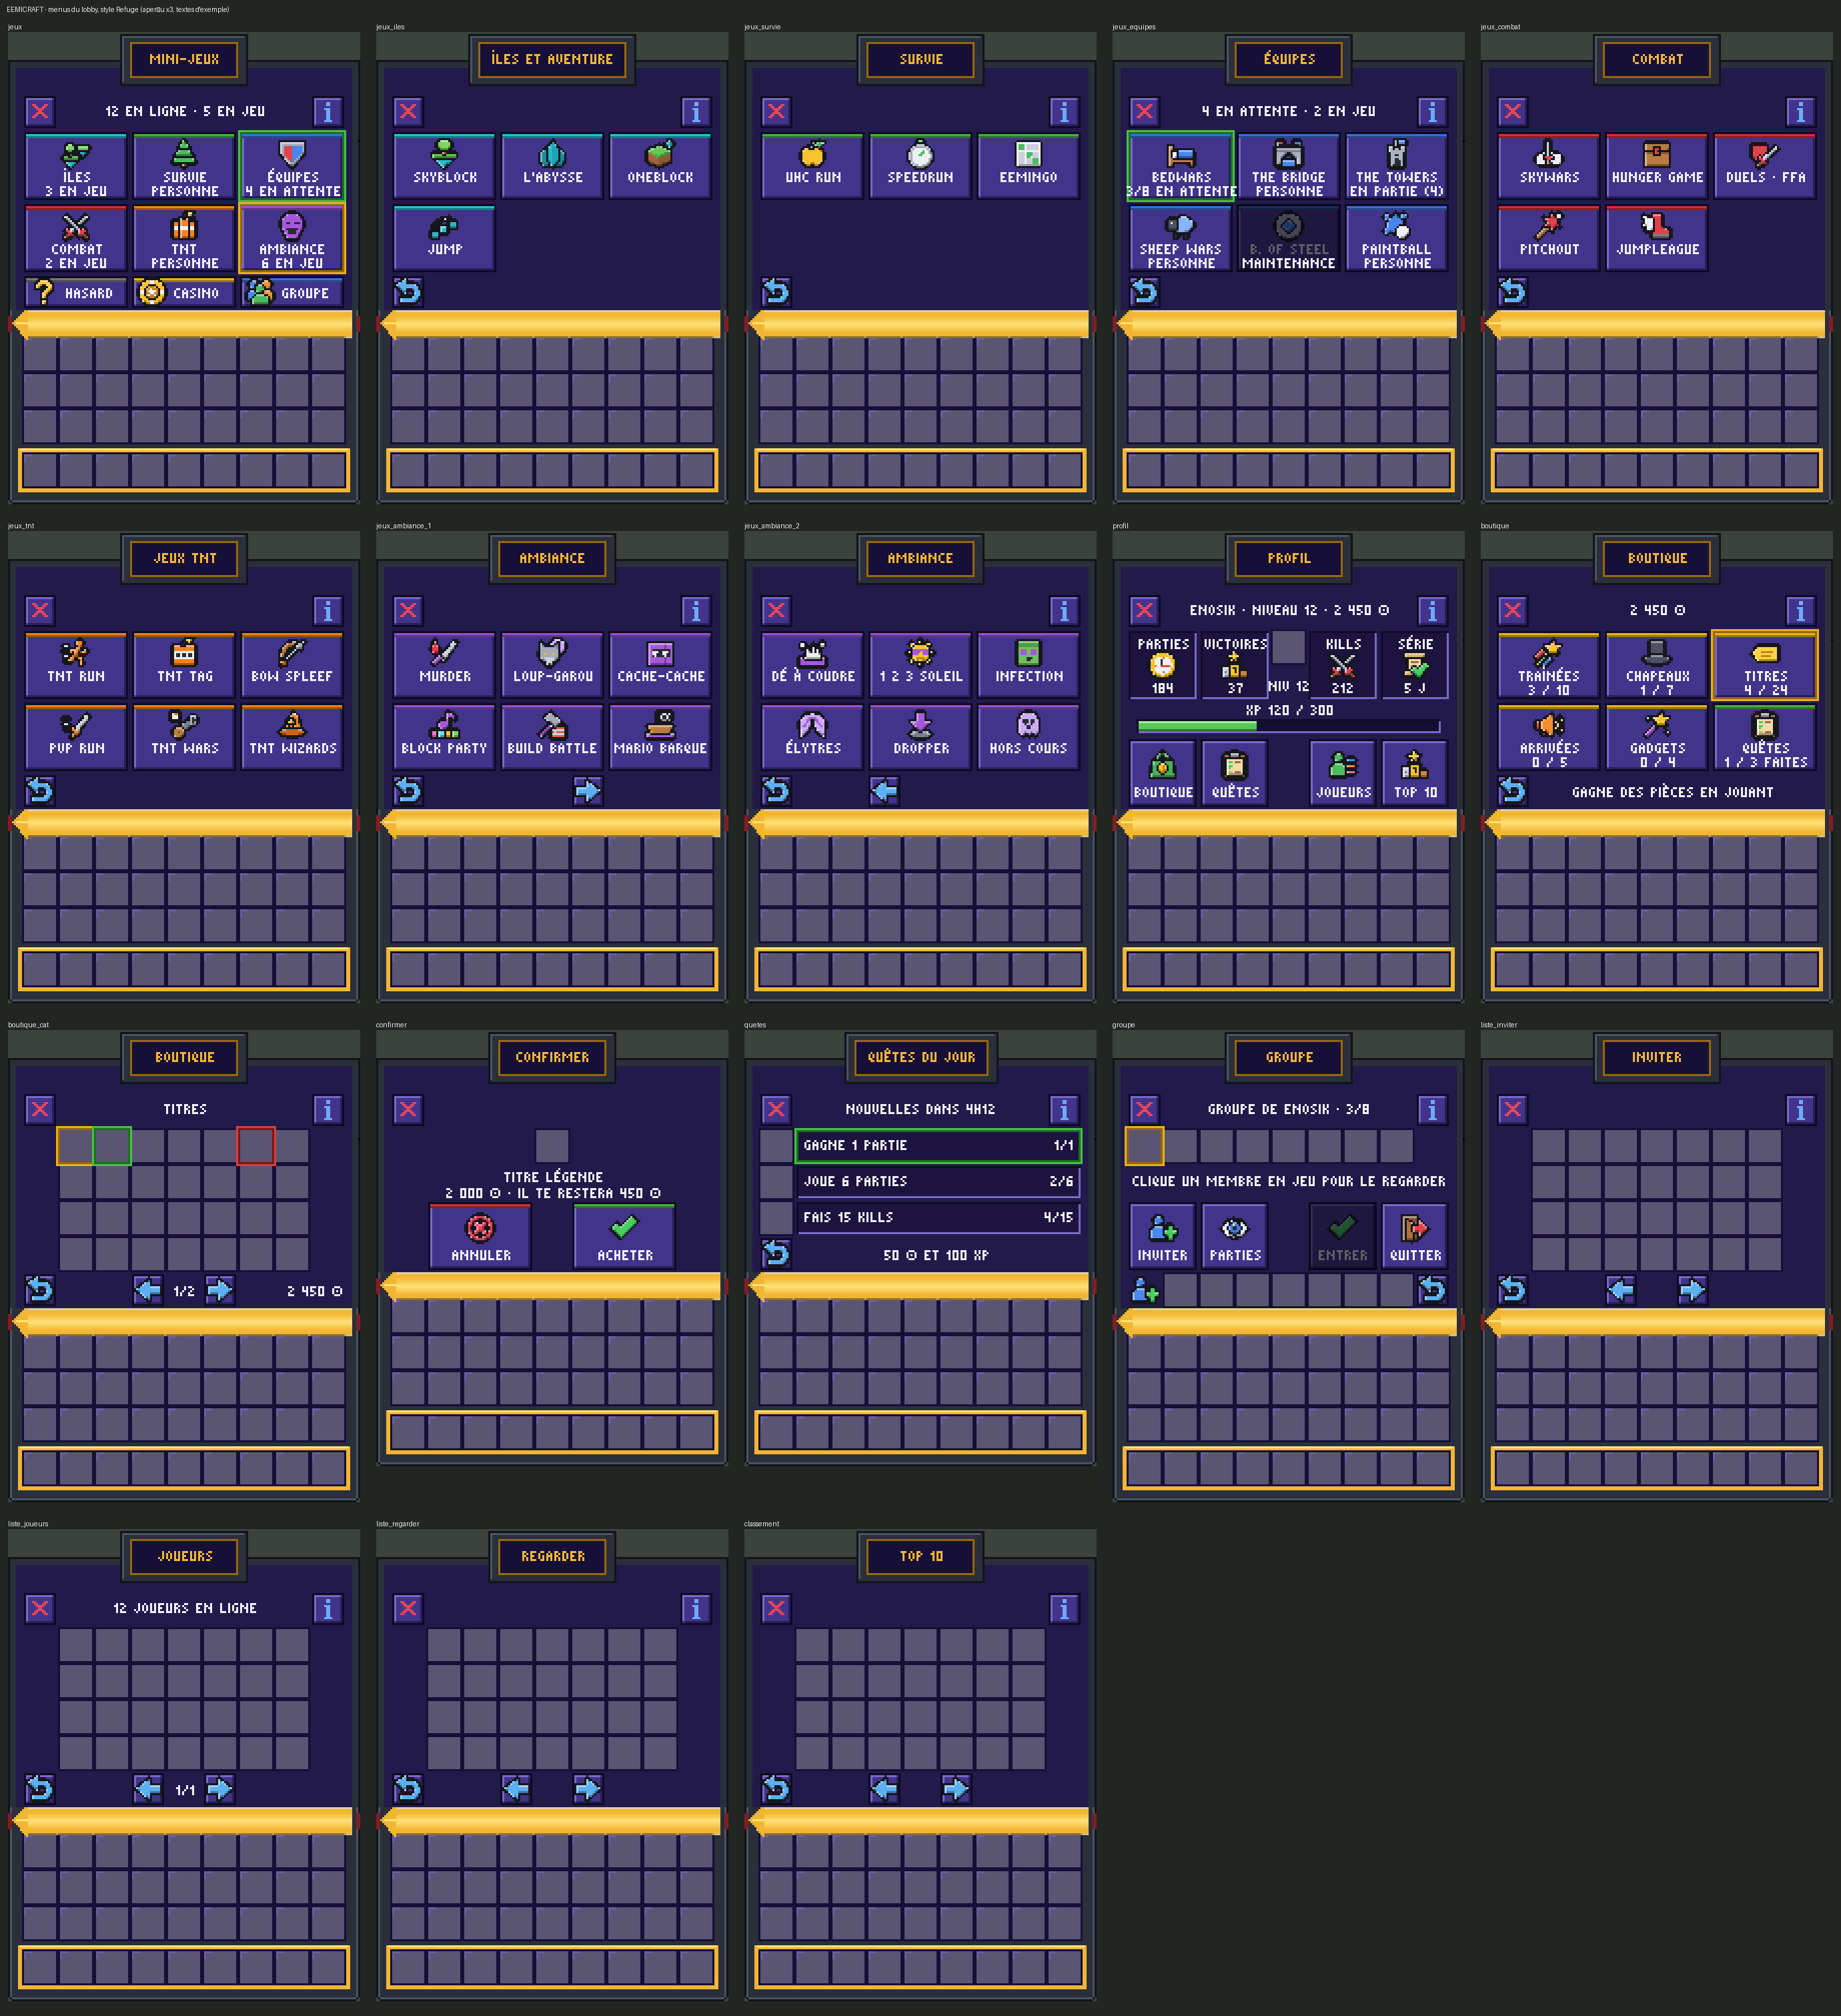 EEMICRAFT - menus du lobby, style Refuge (aperçu x3, textes d'exemple)
jeux
jeux_iles
jeux_survie
jeux_equipes
jeux_combat
MINI-JEUX
ÎLES ET AVENTURE
SURVIE
ÉQUIPES
COMBAT
12 EN LIGNE · 5 EN JEU
4 EN ATTENTE · 2 EN JEU
ÎLES
3 EN JEU
SURVIE
PERSONNE
ÉQUIPES
4 EN ATTENTE
COMBAT
2 EN JEU
TNT
PERSONNE
AMBIANCE
6 EN JEU
HASARD
CASINO
GROUPE
SKYBLOCK
L'ABYSSE
ONEBLOCK
JUMP
UHC RUN
SPEEDRUN
EEMINGO
BEDWARS
3/8 EN ATTENTE
THE BRIDGE
PERSONNE
THE TOWERS
EN PARTIE (4)
SHEEP WARS
PERSONNE
B. OF STEEL
MAINTENANCE
PAINTBALL
PERSONNE
SKYWARS
HUNGER GAME
DUELS · FFA
PITCHOUT
JUMPLEAGUE
jeux_tnt
jeux_ambiance_1
jeux_ambiance_2
profil
boutique
JEUX TNT
AMBIANCE
AMBIANCE
PROFIL
BOUTIQUE
TNT RUN
TNT TAG
BOW SPLEEF
PVP RUN
TNT WARS
TNT WIZARDS
MURDER
LOUP-GAROU
CACHE-CACHE
BLOCK PARTY
BUILD BATTLE
MARIO BARQUE
DÉ À COUDRE
1 2 3 SOLEIL
INFECTION
ÉLYTRES
DROPPER
HORS COURS
ENOSIK · NIVEAU 12 · 2 450
PARTIES
184
VICTOIRES
37
NIV 12
KILLS
212
SÉRIE
5 J
XP 120 / 300
BOUTIQUE
QUÊTES
JOUEURS
TOP 10
2 450
TRAÎNÉES
3 / 10
CHAPEAUX
1 / 7
TITRES
4 / 24
ARRIVÉES
0 / 5
GADGETS
0 / 4
QUÊTES
1 / 3 FAITES
GAGNE DES PIÈCES EN JOUANT
boutique_cat
confirmer
quetes
groupe
liste_inviter
BOUTIQUE
CONFIRMER
QUÊTES DU JOUR
GROUPE
INVITER
TITRES
1/2
2 450
TITRE LÉGENDE
2 000 · IL TE RESTERA 450
ANNULER
ACHETER
NOUVELLES DANS 4H12
GAGNE 1 PARTIE 1/1
JOUE 6 PARTIES 2/6
FAIS 15 KILLS 4/15
50 ET 100 XP
GROUPE DE ENOSIK · 3/8
CLIQUE UN MEMBRE EN JEU POUR LE REGARDER
INVITER
PARTIES
ENTRER
QUITTER
liste_joueurs
liste_regarder
classement
JOUEURS
REGARDER
TOP 10
12 JOUEURS EN LIGNE
1/1